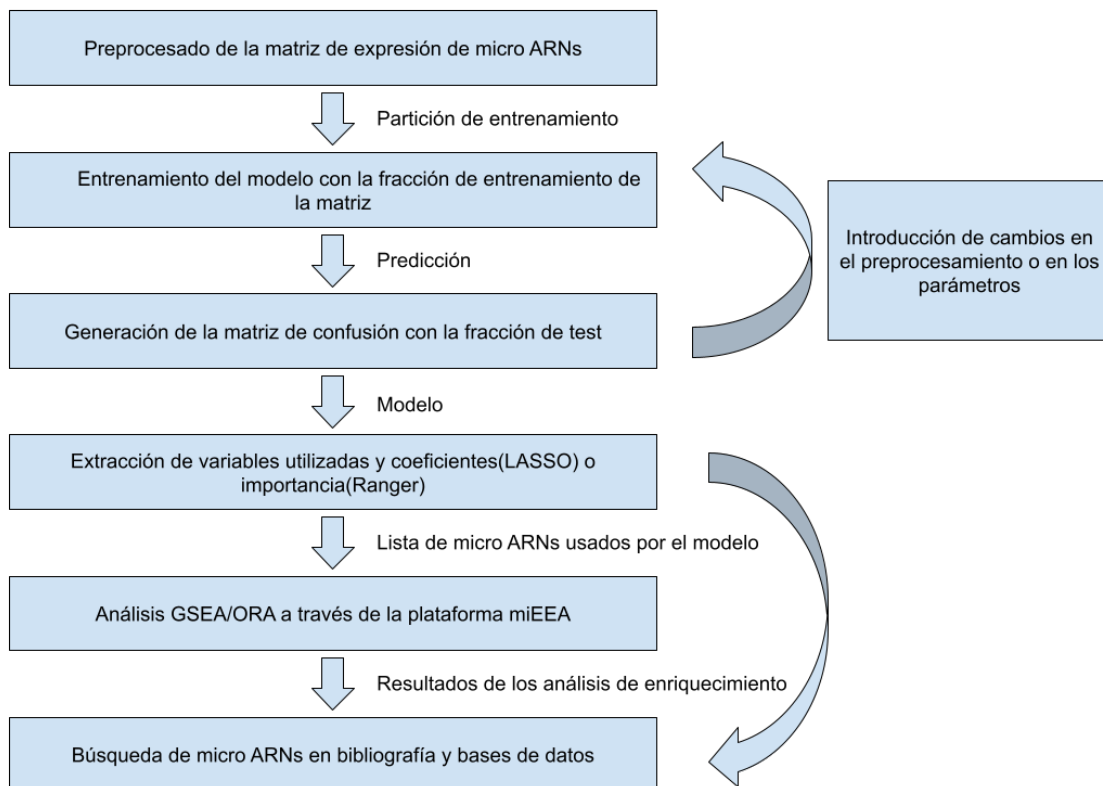 Preprocesado de la matriz de expresión de micro ARNs
Partición de entrenamiento
Entrenamiento del modelo con la fracción de entrenamiento de
la matriz
Predicción
Generación de la matriz de confusión con la fracción de test
Introducción de cambios en
el preprocesamiento o en los
parámetros
Modelo
Extracción de variables utilizadas y coeficientes(LASSO) o
importancia(Ranger)
Lista de micro ARNs usados por el modelo
Análisis GSEA/ORA a través de la plataforma miEEA
Resultados de los análisis de enriquecimiento
Búsqueda de micro ARNs en bibliografía y bases de datos